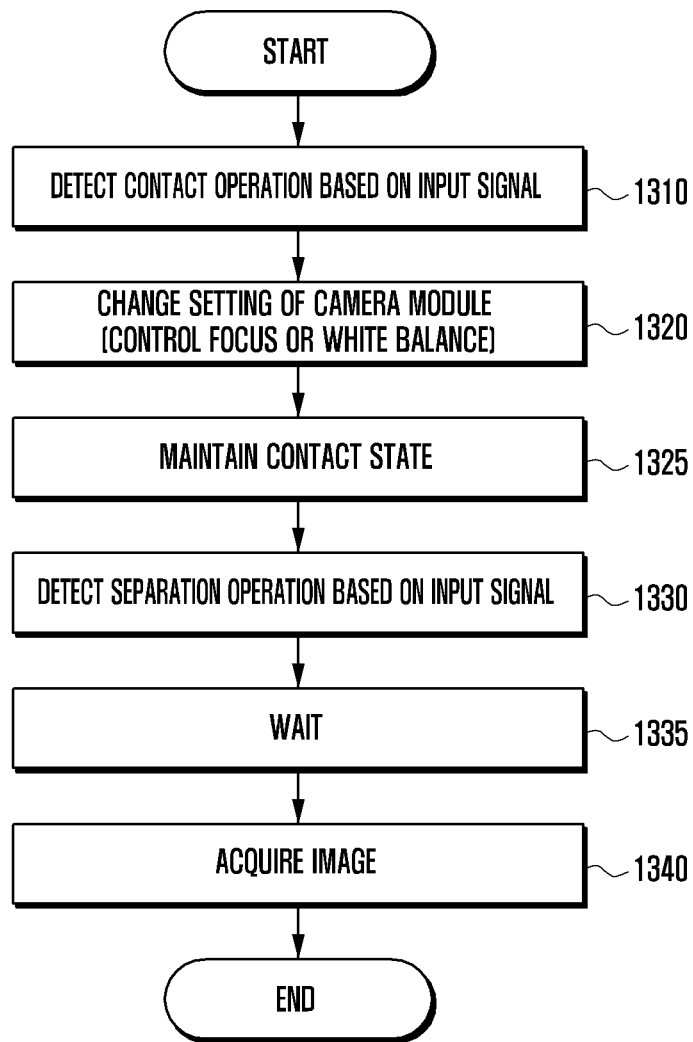 START
DETECT CONTACT OPERATION BASED ON INPUT SIGNAL
1310
CHANGE SETTING OF CAMERA MODULE
(CONTROL FOCUS OR WHITE BALANCE)
1320
MAINTAIN CONTACT STATE
1325
DETECT SEPARATION OPERATION BASED ON INPUT SIGNAL
1330
WAIT
1335
ACQUIRE IMAGE
1340
END